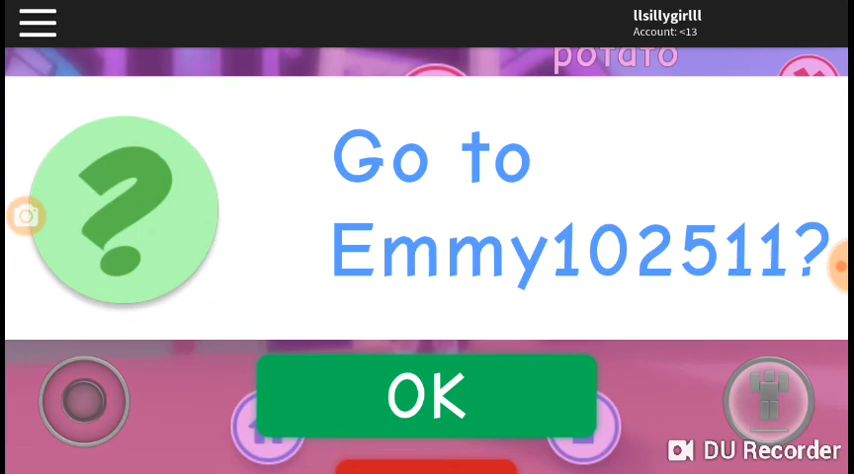 llsillygirlll
Account: <13
potato
Go to
Emmy102511?
OK
DU Recorder